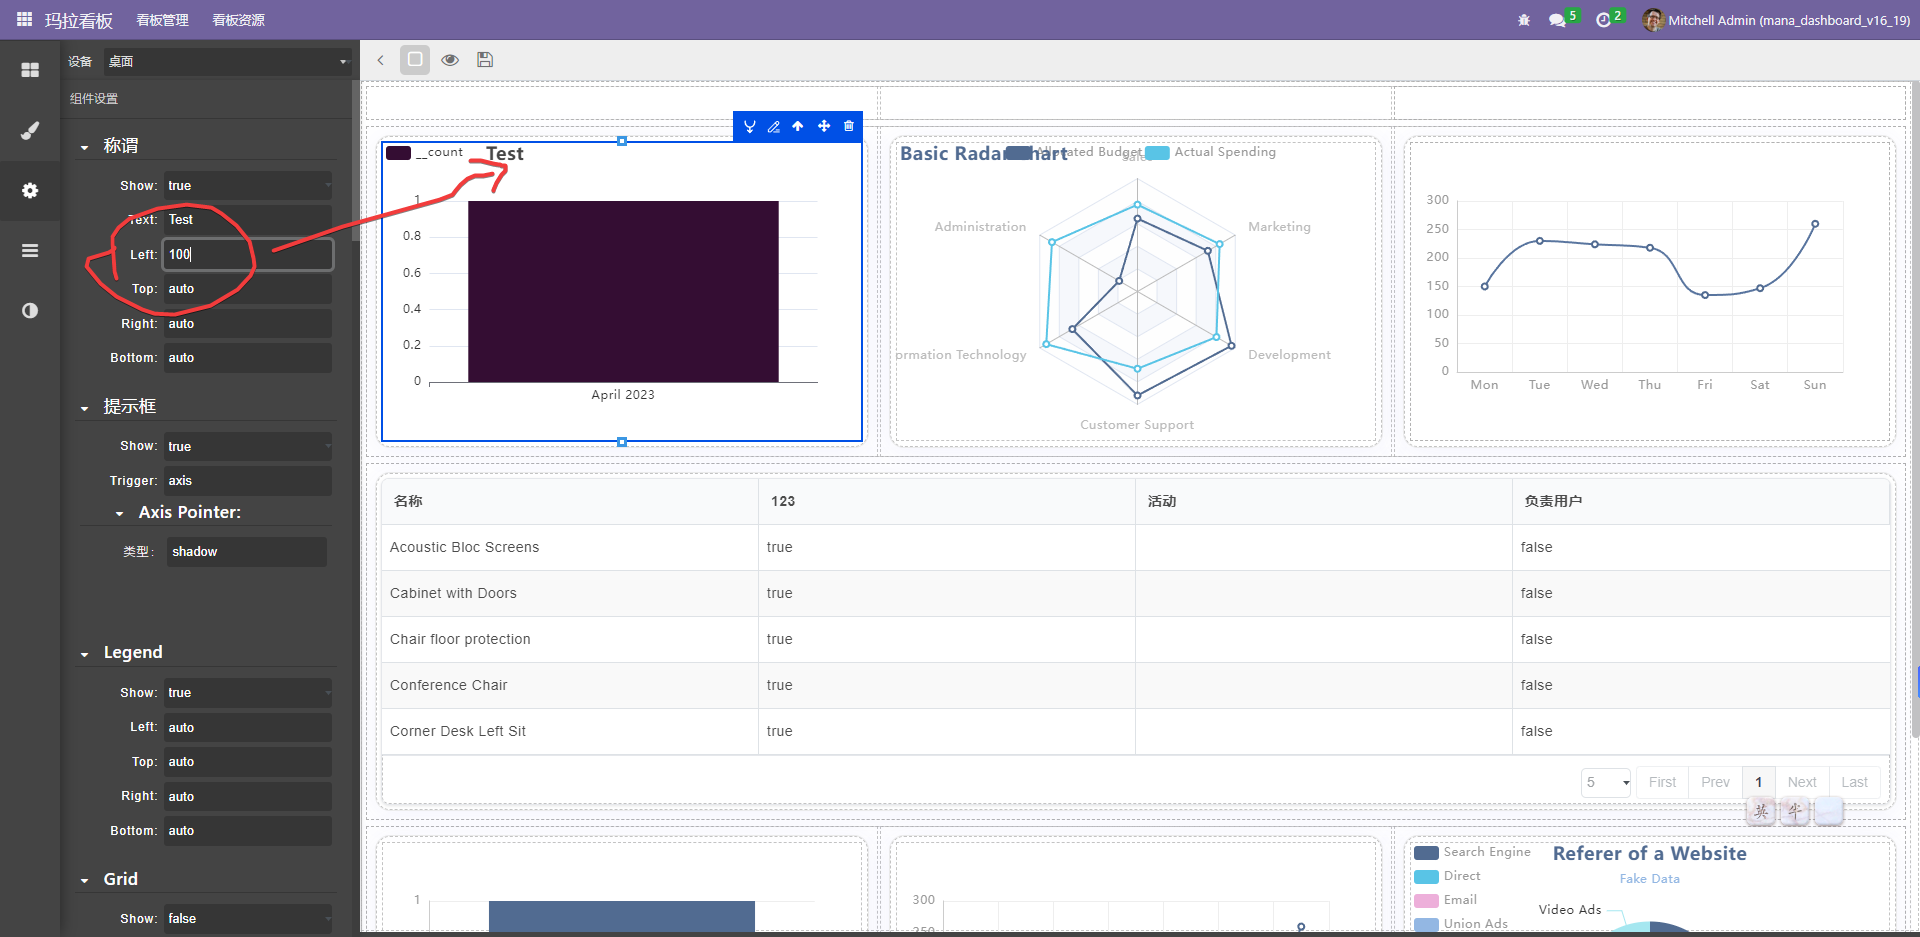 玛拉看板 看板管理 看板资源 5 2 Mitchell Admin (mana_dashboard_v16_19)
设备 桌面
组件设置
称谓
Show: true
Text: Test
Left: 100
Top: auto
Right: auto
Bottom: auto
提示框
Show: true
Trigger: axis
Axis Pointer:
类型: shadow
Legend
Show: true
Left: auto
Top: auto
Right: auto
Bottom: auto
Grid
Show: false
__count Test
1
0.8
0.6
0.4
0.2
0
April 2023
Basic Radar Chart Allocated Budget Actual Spending
Sales
Administration Marketing
ormation Technology Development
Customer Support
300
250
200
150
100
50
0
Mon Tue Wed Thu Fri Sat Sun
名称 123 活动 负责用户
Acoustic Bloc Screens true false
Cabinet with Doors true false
Chair floor protection true false
Conference Chair true false
Corner Desk Left Sit true false
5 First Prev 1 Next Last
英 半
1
300
250
Search Engine Referer of a Website
Direct Fake Data
Email
Union Ads
Video Ads